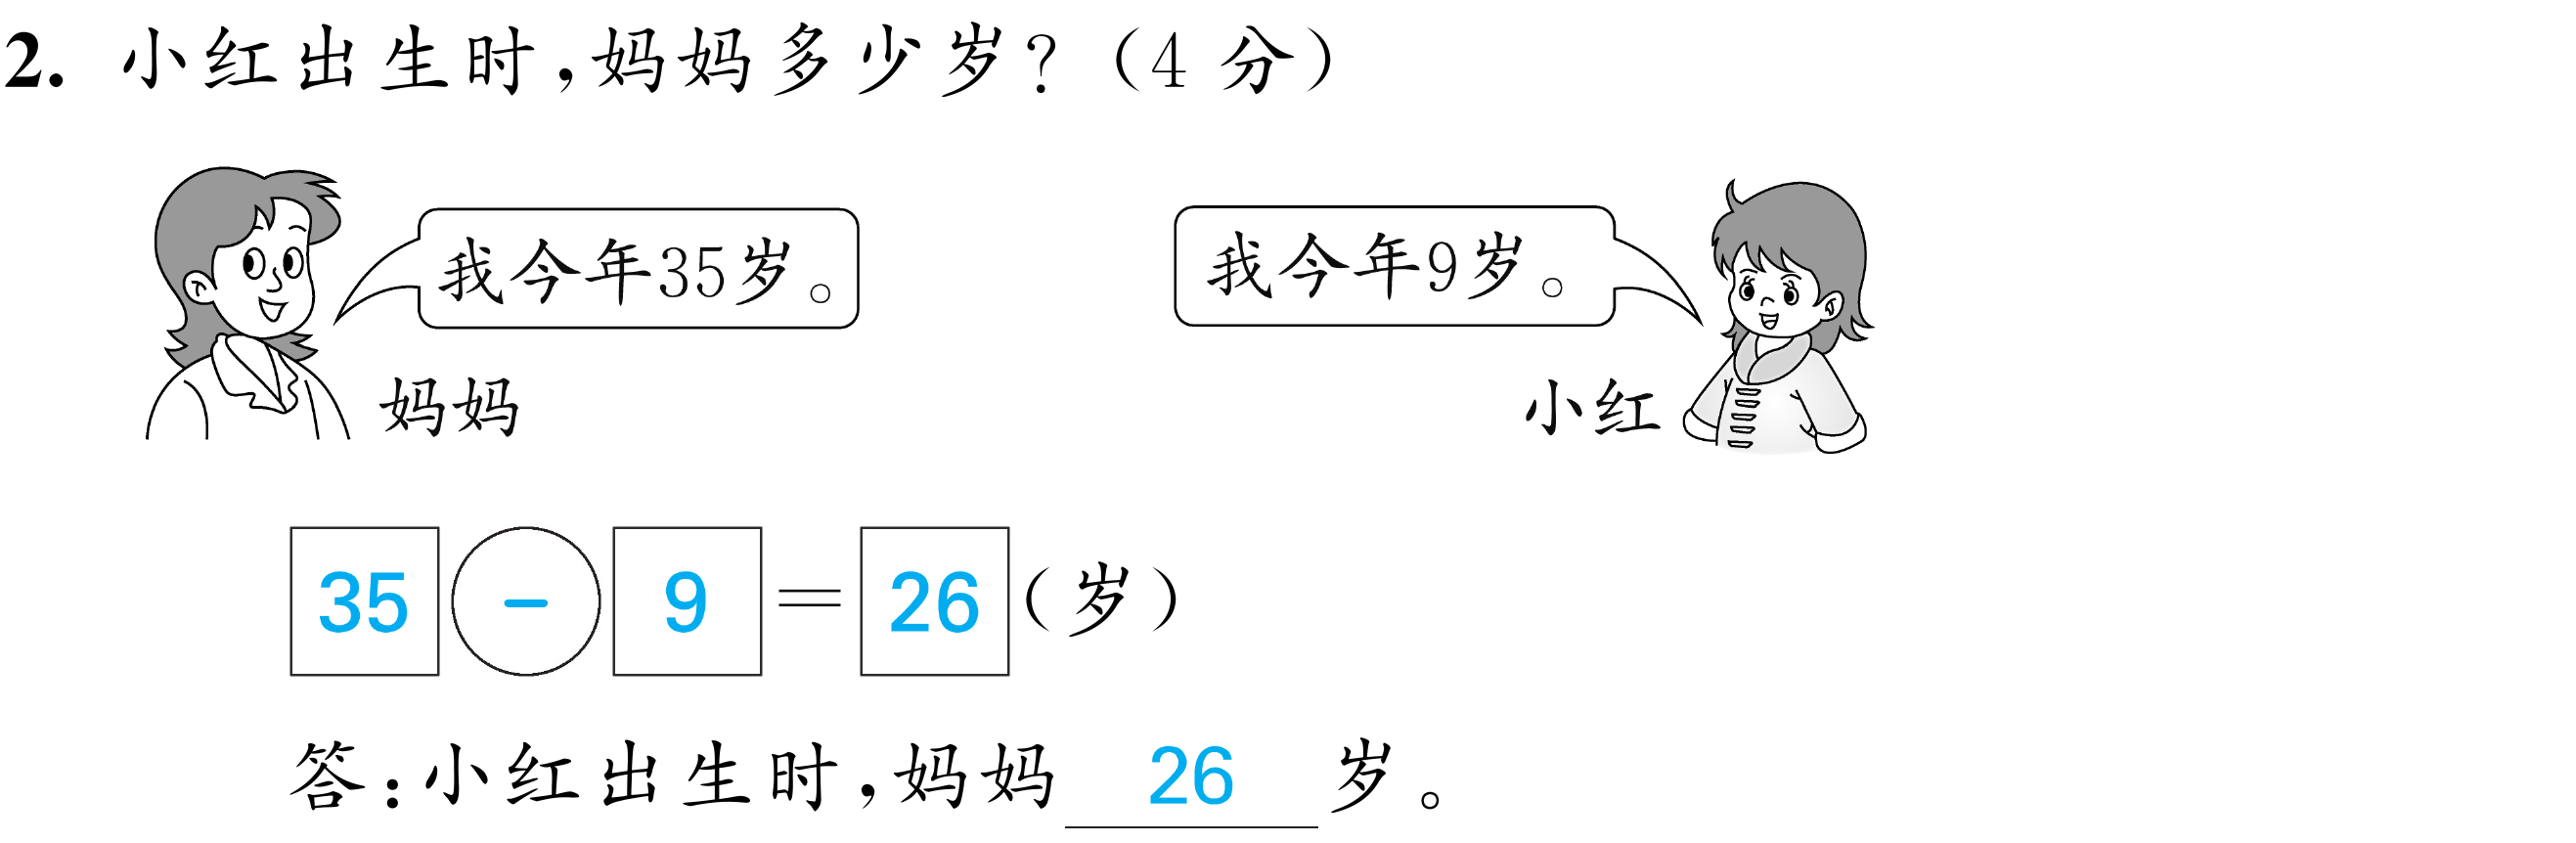 2. 小红出生时,妈妈多少岁?(4 分)
我今年35岁。
我今年9岁。
妈妈
小红
35 - 9 = 26 (岁)
答:小红出生时,妈妈 26 岁。